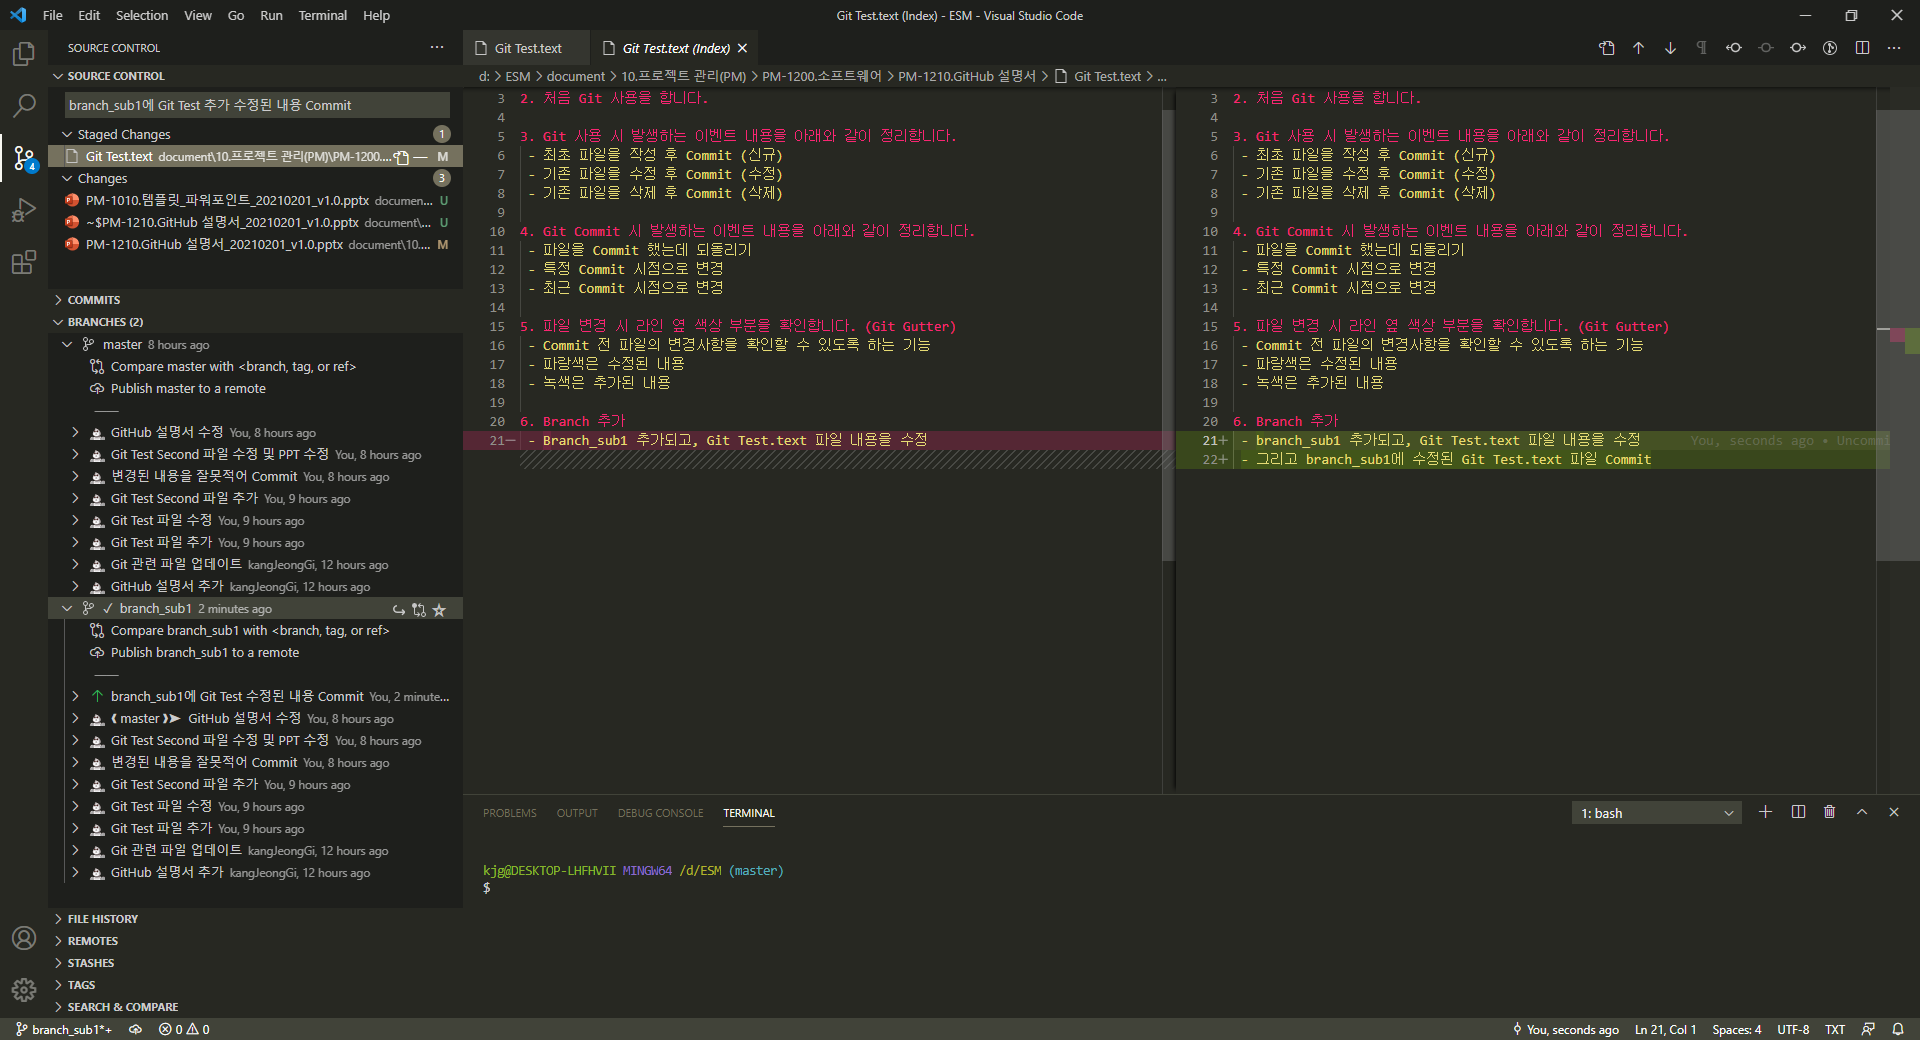 File Edit Selection View Go Run Terminal Help
Git Test.text (Index) - ESM - Visual Studio Code
SOURCE CONTROL
SOURCE CONTROL
branch_sub1에 Git Test 추가 수정된 내용 Commit
Staged Changes 1
Git Test.text document\10.프로젝트 관리(PM)\PM-1200.... M
Changes 3
PM-1010.템플릿_파워포인트_20210201_v1.0.pptx documen... U
~$PM-1210.GitHub 설명서_20210201_v1.0.pptx document\... U
PM-1210.GitHub 설명서_20210201_v1.0.pptx document\10.... M
4
COMMITS
BRANCHES (2)
master 8 hours ago
Compare master with <branch, tag, or ref>
Publish master to a remote
GitHub 설명서 수정 You, 8 hours ago
Git Test Second 파일 수정 및 PPT 수정 You, 8 hours ago
변경된 내용을 잘못적어 Commit You, 8 hours ago
Git Test Second 파일 추가 You, 9 hours ago
Git Test 파일 수정 You, 9 hours ago
Git Test 파일 추가 You, 9 hours ago
Git 관련 파일 업데이트 kangJeongGi, 12 hours ago
GitHub 설명서 추가 kangJeongGi, 12 hours ago
branch_sub1 2 minutes ago
Compare branch_sub1 with <branch, tag, or ref>
Publish branch_sub1 to a remote
branch_sub1에 Git Test 수정된 내용 Commit You, 2 minute...
❰ master ❱➤ GitHub 설명서 수정 You, 8 hours ago
Git Test Second 파일 수정 및 PPT 수정 You, 8 hours ago
변경된 내용을 잘못적어 Commit You, 8 hours ago
Git Test Second 파일 추가 You, 9 hours ago
Git Test 파일 수정 You, 9 hours ago
Git Test 파일 추가 You, 9 hours ago
Git 관련 파일 업데이트 kangJeongGi, 12 hours ago
GitHub 설명서 추가 kangJeongGi, 12 hours ago
FILE HISTORY
REMOTES
STASHES
TAGS
SEARCH & COMPARE
Git Test.text
Git Test.text (Index)
d: > ESM > document > 10.프로젝트 관리(PM) > PM-1200.소프트웨어 > PM-1210.GitHub 설명서 > Git Test.text > ...
3 2. 처음 Git 사용을 합니다.
4
5 3. Git 사용 시 발생하는 이벤트 내용을 아래와 같이 정리합니다.
6 - 최초 파일을 작성 후 Commit (신규)
7 - 기존 파일을 수정 후 Commit (수정)
8 - 기존 파일을 삭제 후 Commit (삭제)
9
10 4. Git Commit 시 발생하는 이벤트 내용을 아래와 같이 정리합니다.
11 - 파일을 Commit 했는데 되돌리기
12 - 특정 Commit 시점으로 변경
13 - 최근 Commit 시점으로 변경
14
15 5. 파일 변경 시 라인 옆 색상 부분을 확인합니다. (Git Gutter)
16 - Commit 전 파일의 변경사항을 확인할 수 있도록 하는 기능
17 - 파랑색은 수정된 내용
18 - 녹색은 추가된 내용
19
20 6. Branch 추가
21— - Branch_sub1 추가되고, Git Test.text 파일 내용을 수정
3 2. 처음 Git 사용을 합니다.
4
5 3. Git 사용 시 발생하는 이벤트 내용을 아래와 같이 정리합니다.
6 - 최초 파일을 작성 후 Commit (신규)
7 - 기존 파일을 수정 후 Commit (수정)
8 - 기존 파일을 삭제 후 Commit (삭제)
9
10 4. Git Commit 시 발생하는 이벤트 내용을 아래와 같이 정리합니다.
11 - 파일을 Commit 했는데 되돌리기
12 - 특정 Commit 시점으로 변경
13 - 최근 Commit 시점으로 변경
14
15 5. 파일 변경 시 라인 옆 색상 부분을 확인합니다. (Git Gutter)
16 - Commit 전 파일의 변경사항을 확인할 수 있도록 하는 기능
17 - 파랑색은 수정된 내용
18 - 녹색은 추가된 내용
19
20 6. Branch 추가
21+ - branch_sub1 추가되고, Git Test.text 파일 내용을 수정 You, seconds ago • Uncommi
22+ - 그리고 branch_sub1에 수정된 Git Test.text 파일 Commit
PROBLEMS OUTPUT DEBUG CONSOLE TERMINAL
1: bash
kjg@DESKTOP-LHFHVII MINGW64 /d/ESM (master)
$
branch_sub1*+ 0 0
You, seconds ago Ln 21, Col 1 Spaces: 4 UTF-8 TXT